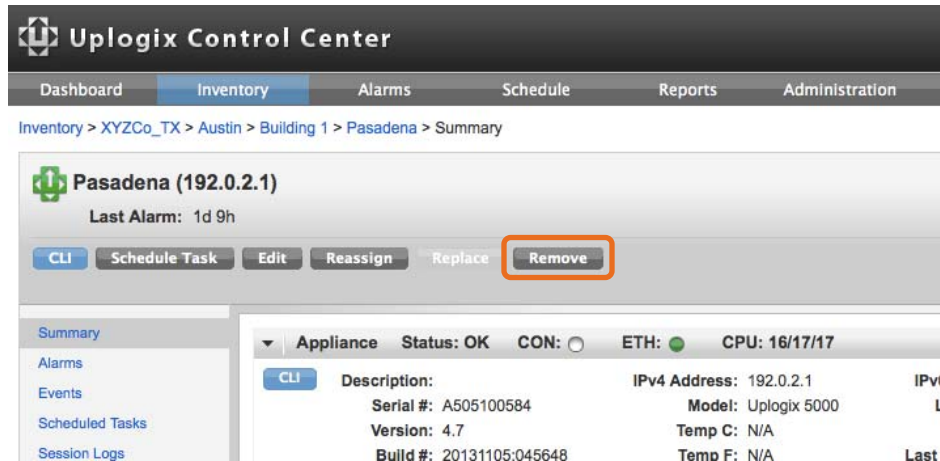 Uplogix Control Center
Dashboard Inventory Alarms Schedule Reports Administration
Inventory > XYZCo_TX > Austin > Building 1 > Pasadena > Summary
Pasadena (192.0.2.1)
Last Alarm: 1d 9h
CLI Schedule Task Edit Reassign Replace Remove
Summary
Alarms
Events
Scheduled Tasks
Session Logs
Appliance Status: OK CON: ETH: CPU: 16/17/17
CLI Description: IPv4 Address: 192.0.2.1
Serial #: A505100584 Model: Uplogix 5000
Version: 4.7 Temp C: N/A
Build #: 20131105:045648 Temp F: N/A Last